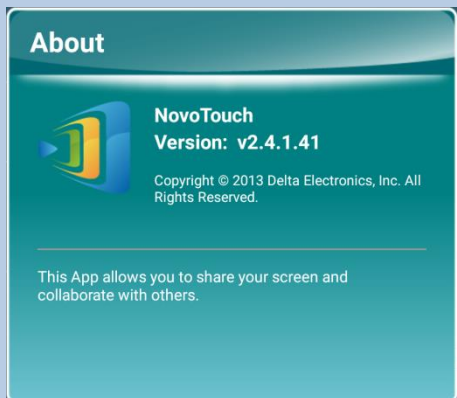 About
NovoTouch
Version: v2.4.1.41
Copyright © 2013 Delta Electronics, Inc. All
Rights Reserved.
This App allows you to share your screen and
collaborate with others.